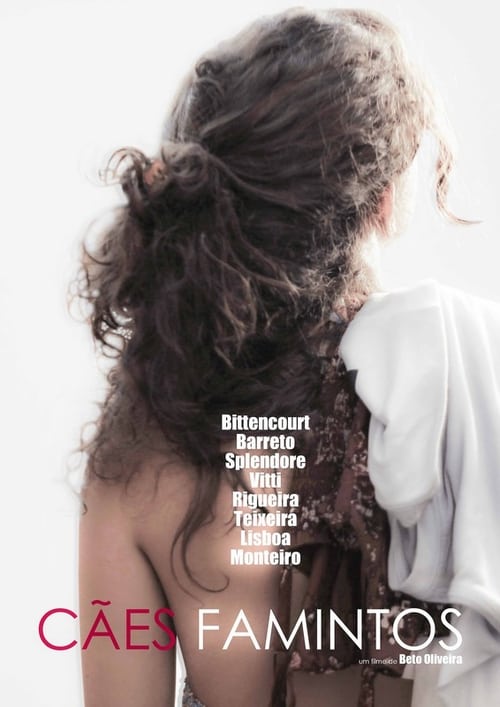 Bittencourt
Barreto
Splendore
Vitti
Rigueira
Teixeira
Lisboa
Monteiro
CÃES FAMINTOS
um filme de Beto Oliveira